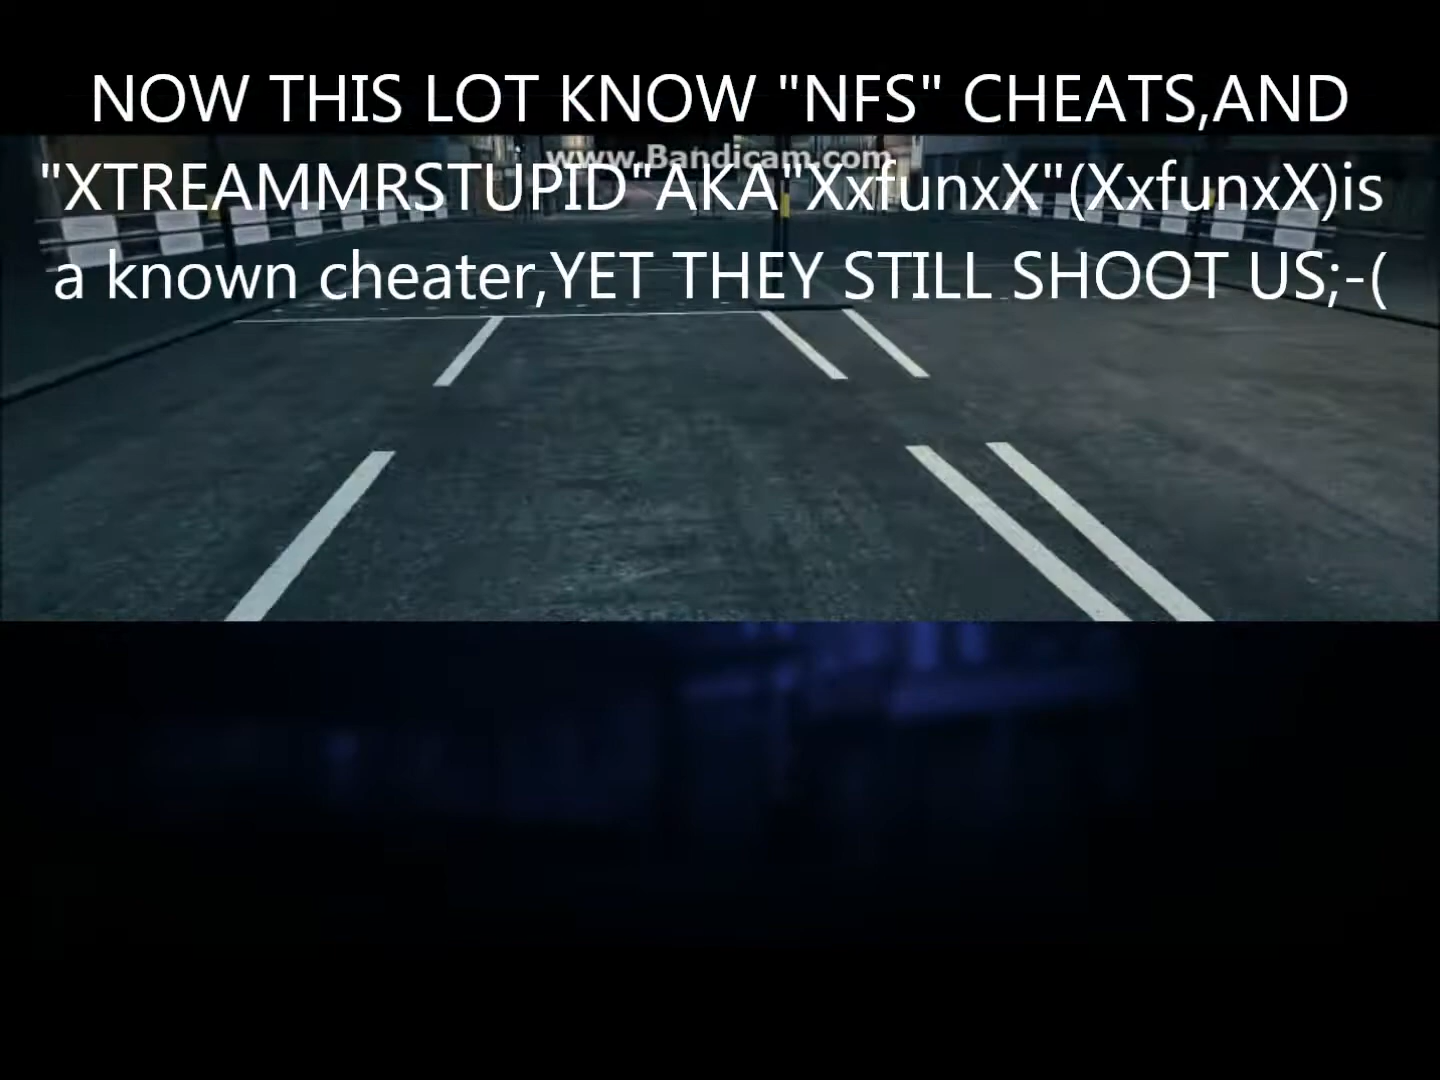 NOW THIS LOT KNOW "NFS" CHEATS,AND
www.Bandicam.com
"XTREAMMRSTUPID"AKA"XxfunxX"(XxfunxX)is
a known cheater,YET THEY STILL SHOOT US;-(